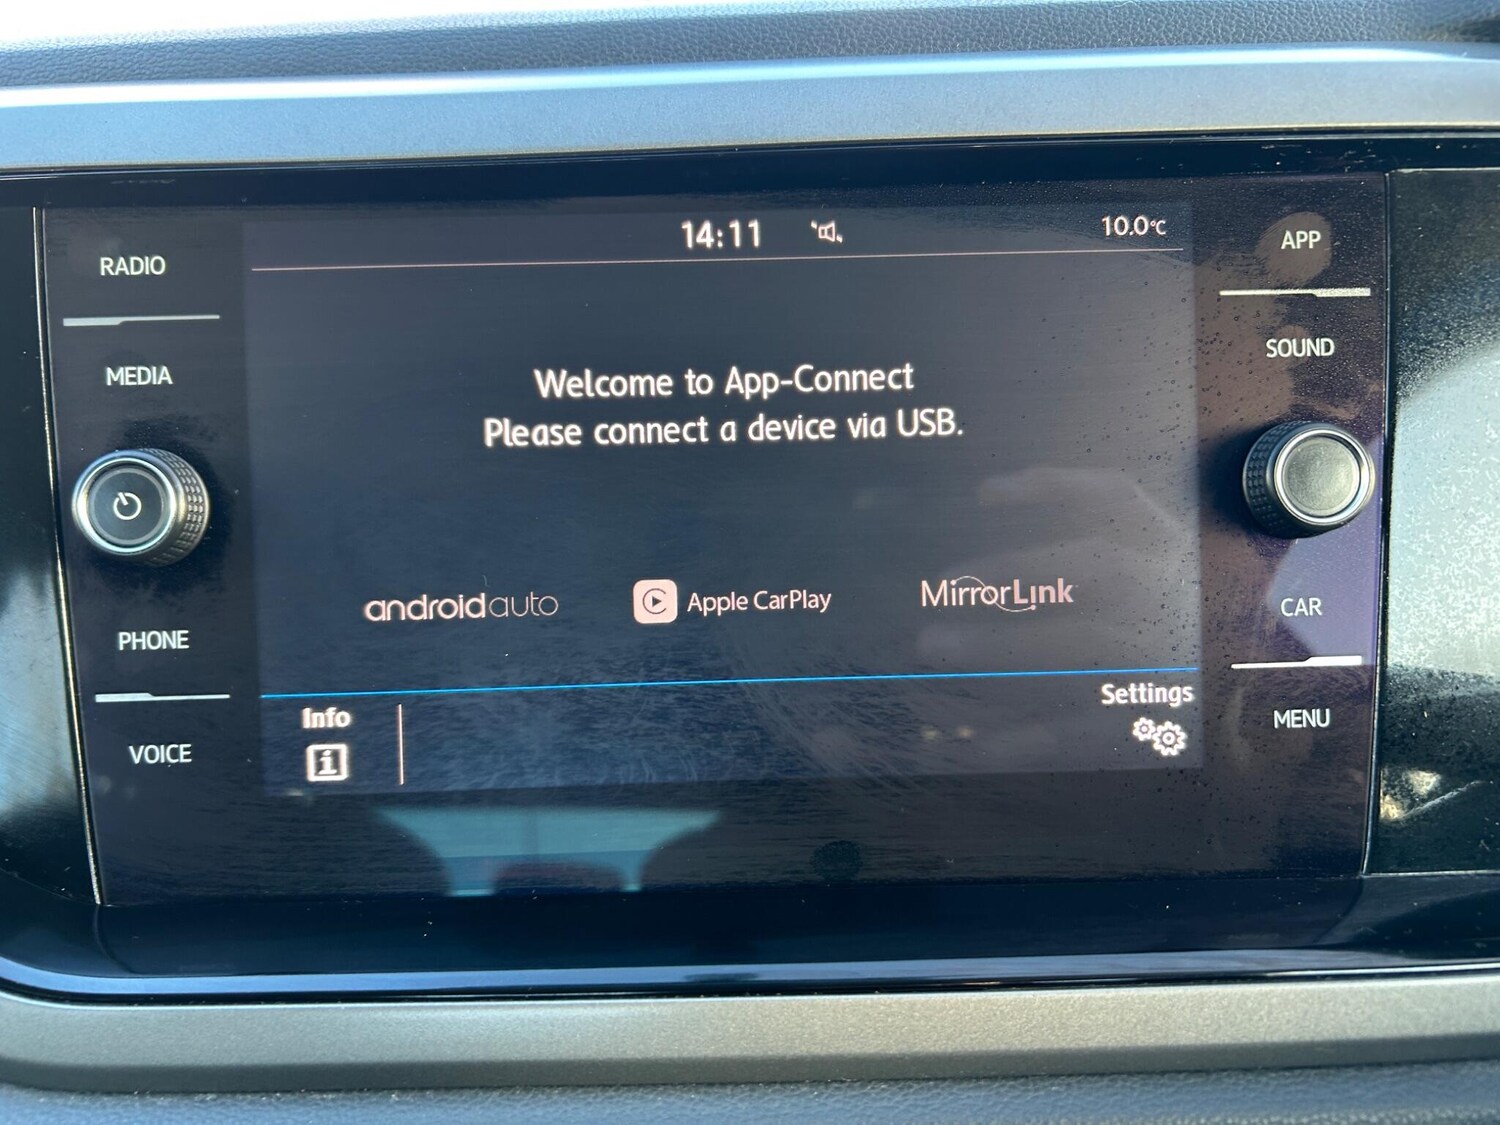 14:11
10.0°C
RADIO
MEDIA
PHONE
VOICE
Welcome to App-Connect
Please connect a device via USB.
androidauto
Apple CarPlay
MirrorLink
Info
Settings
APP
SOUND
CAR
MENU